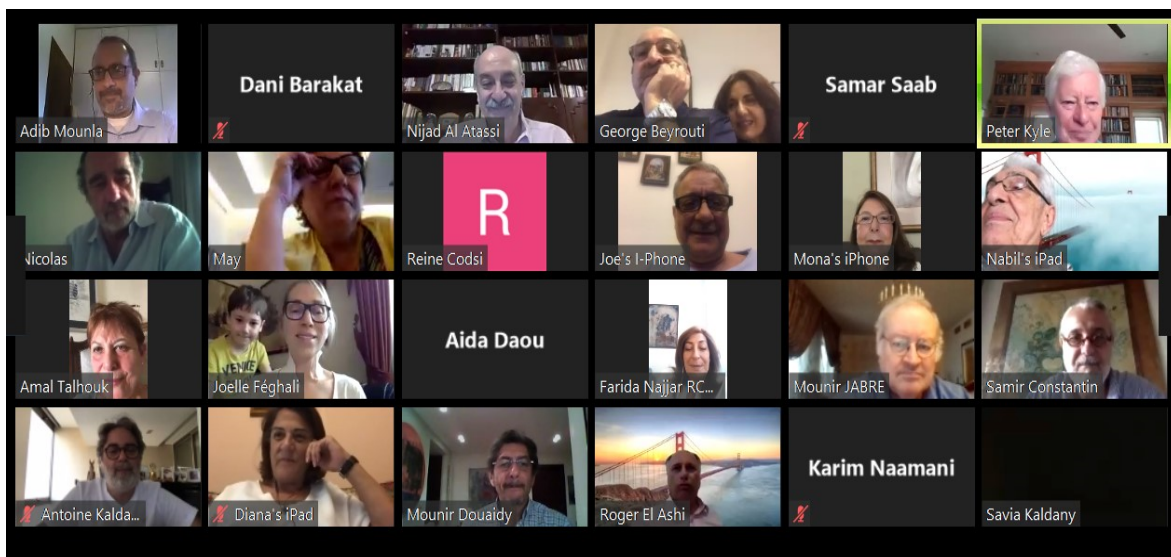 Adib Mounla
Dani Barakat
Nijad Al Atassi
George Beyrouti
Samar Saab
Peter Kyle
Nicolas
May
R
Reine Codsi
Joe's I-Phone
Mona's iPhone
Nabil's iPad
Amal Talhouk
Joelle Féghali
Aida Daou
Farida Najjar RC...
Mounir JABRE
Samir Constantin
Antoine Kalda...
Diana's iPad
Mounir Douaidy
Roger El Ashi
Karim Naamani
Savia Kaldany